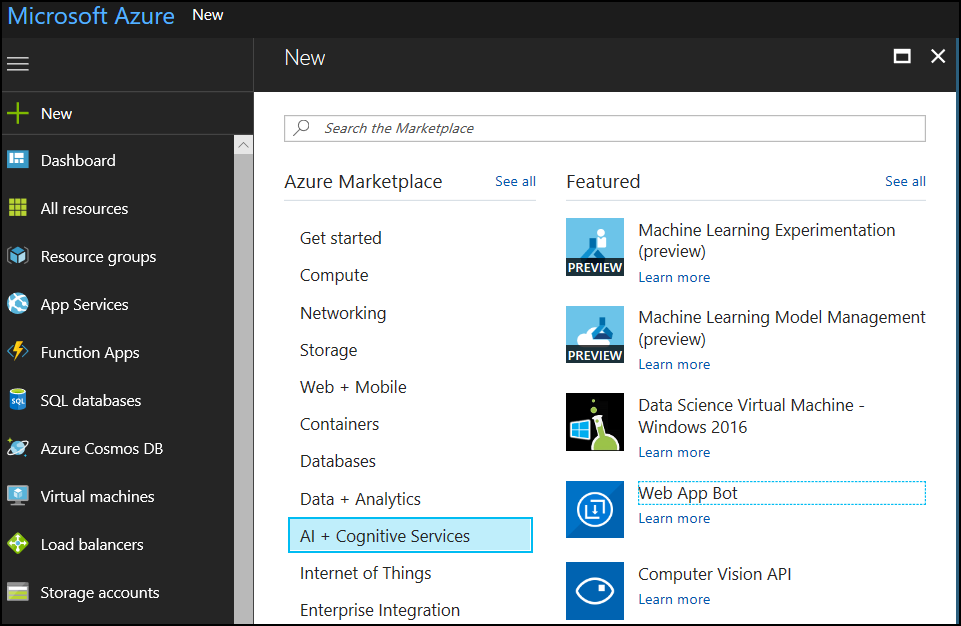 Microsoft Azure New
New
New
Dashboard
All resources
Resource groups
App Services
Function Apps
SQL
SQL databases
Azure Cosmos DB
Virtual machines
Load balancers
Storage accounts
Search the Marketplace
Azure Marketplace See all
Get started
Compute
Networking
Storage
Web + Mobile
Containers
Databases
Data + Analytics
AI + Cognitive Services
Internet of Things
Enterprise Integration
Featured See all
PREVIEW
Machine Learning Experimentation
(preview)
Learn more
PREVIEW
Machine Learning Model Management
(preview)
Learn more
Data Science Virtual Machine -
Windows 2016
Learn more
Web App Bot
Learn more
Computer Vision API
Learn more